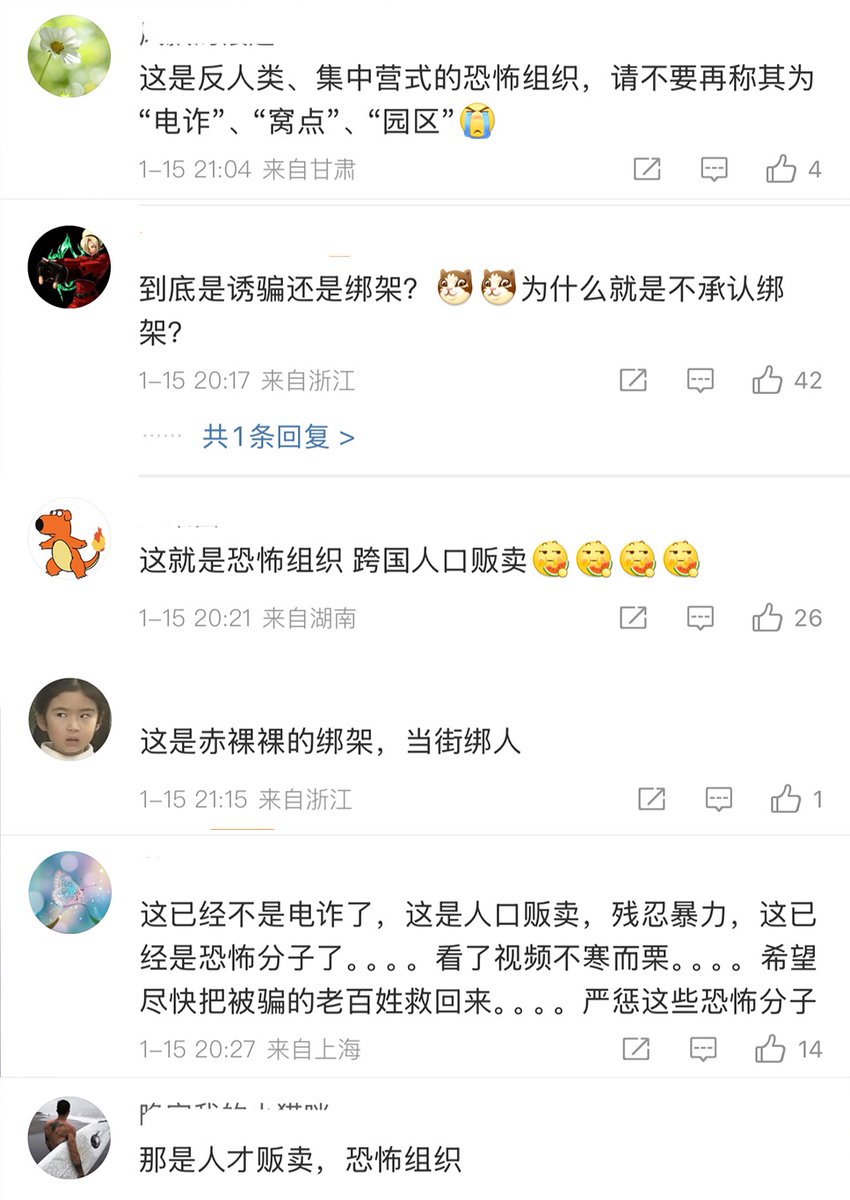 这是反人类、集中营式的恐怖组织，请不要再称其为
“电诈”、“窝点”、“园区”
1-15 21:04 来自甘肃
4
到底是诱骗还是绑架？为什么就是不承认绑
架？
1-15 20:17 来自浙江
42
······ 共1条回复 >
这就是恐怖组织 跨国人口贩卖
1-15 20:21 来自湖南
26
这是赤裸裸的绑架，当街绑人
1-15 21:15 来自浙江
1
这已经不是电诈了，这是人口贩卖，残忍暴力，这已
经是恐怖分子了。。。。看了视频不寒而栗。。。。希望
尽快把被骗的老百姓救回来。。。。严惩这些恐怖分子
1-15 20:27 来自上海
14
那是人才贩卖，恐怖组织